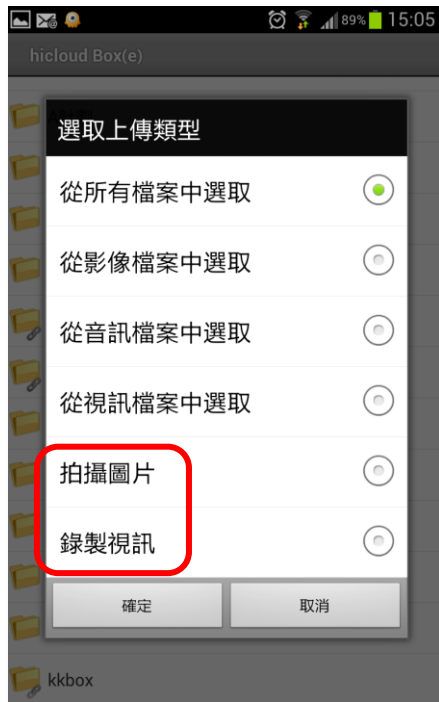 89% 15:05
hicloud Box(e)
選取上傳類型
從所有檔案中選取
從影像檔案中選取
從音訊檔案中選取
從視訊檔案中選取
拍攝圖片
錄製視訊
確定 取消
kkbox